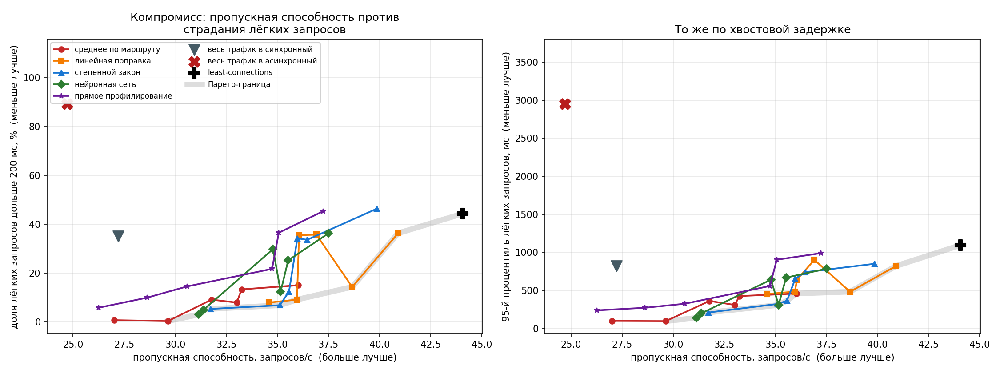 Компромисс: пропускная способность против
страдания лёгких запросов
доля лёгких запросов дольше 200 мс, %  (меньше лучше)
100
80
60
40
20
0
среднее по маршруту
линейная поправка
степенной закон
нейронная сеть
прямое профилирование
весь трафик в синхронный
весь трафик в асинхронный
least-connections
Парето-граница
25.0 27.5 30.0 32.5 35.0 37.5 40.0 42.5 45.0
пропускная способность, запросов/с  (больше лучше)
То же по хвостовой задержке
95-й процентиль лёгких запросов, мс  (меньше лучше)
3500
3000
2500
2000
1500
1000
500
0
25.0 27.5 30.0 32.5 35.0 37.5 40.0 42.5 45.0
пропускная способность, запросов/с  (больше лучше)